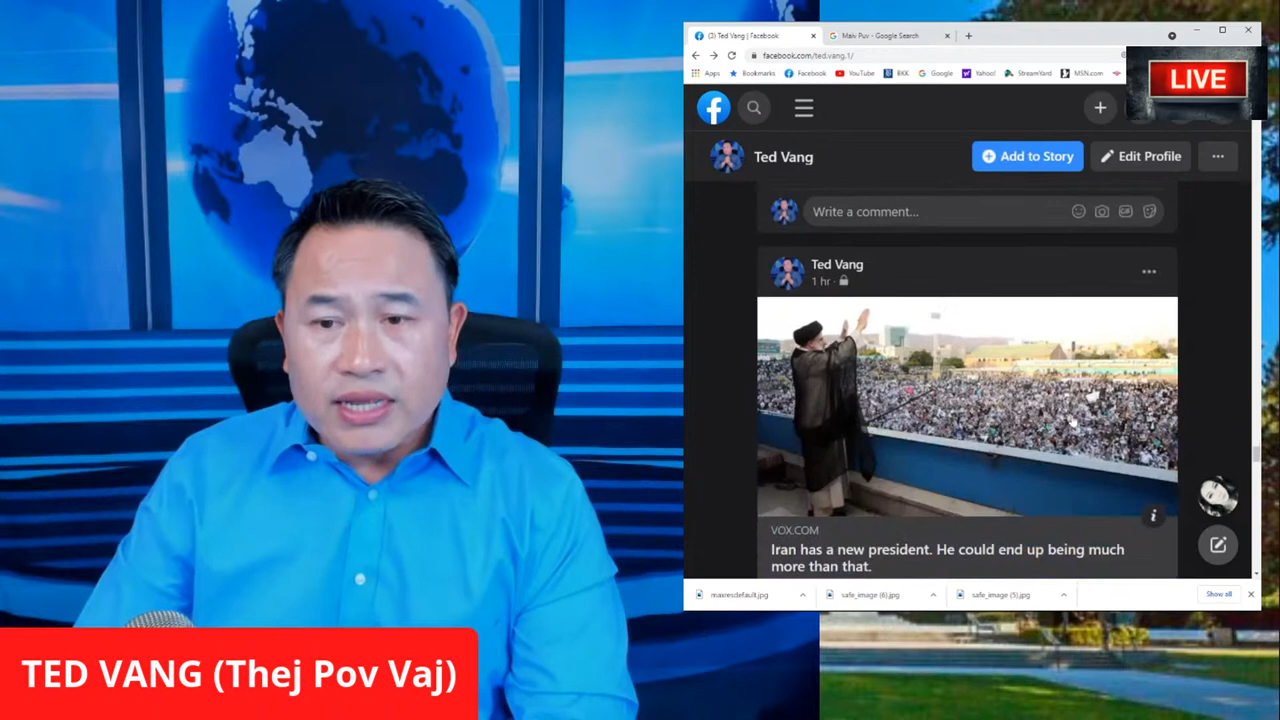 (3) Ted Vang | Facebook
Maiv Puv - Google Search
facebook.com/ted.vang.1/
Apps
Bookmarks
Facebook
YouTube
BKK
Google
Yahoo!
StreamYard
MSN.com
LIVE
Ted Vang
Add to Story
Edit Profile
Write a comment...
Ted Vang
1 hr ·
VOX.COM
Iran has a new president. He could end up being much
more than that.
maxresdefault.jpg
safe_image (6).jpg
safe_image (5).jpg
Show all
TED VANG (Thej Pov Vaj)